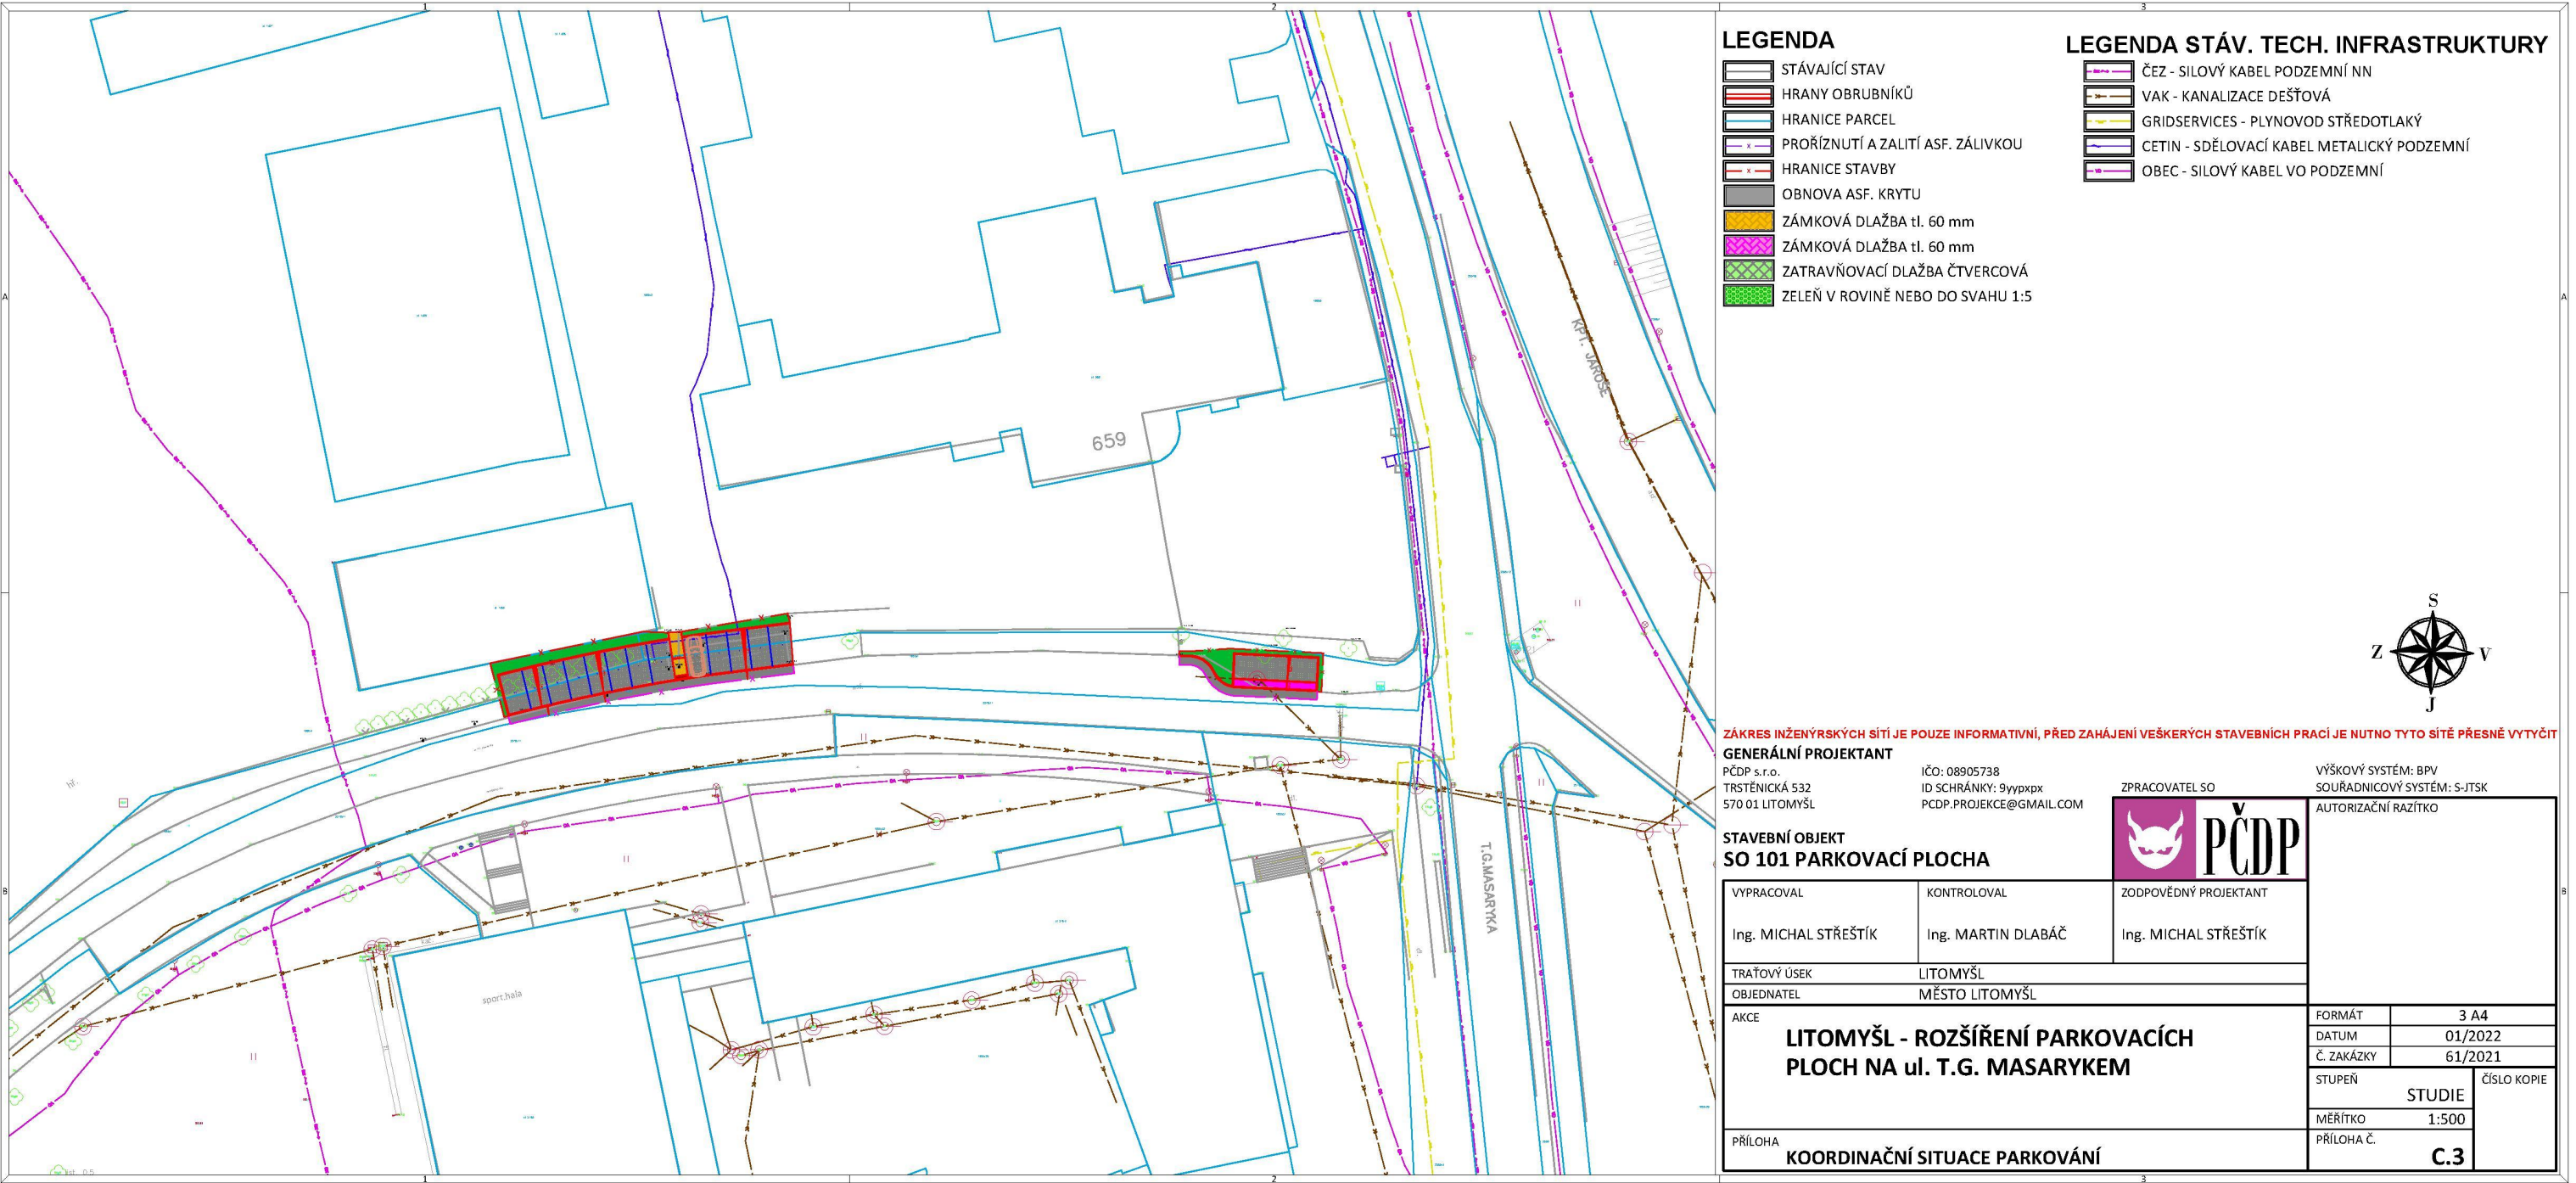 1
2
3
A
B
LEGENDA
STÁVAJÍCÍ STAV
HRANY OBRUBNÍKŮ
HRANICE PARCEL
PROŘÍZNUTÍ A ZALITÍ ASF. ZÁLIVKOU
HRANICE STAVBY
OBNOVA ASF. KRYTU
ZÁMKOVÁ DLAŽBA tl. 60 mm
ZÁMKOVÁ DLAŽBA tl. 60 mm
ZATRAVŇOVACÍ DLAŽBA ČTVERCOVÁ
ZELEŇ V ROVINĚ NEBO DO SVAHU 1:5
LEGENDA STÁV. TECH. INFRASTRUKTURY
ČEZ - SILOVÝ KABEL PODZEMNÍ NN
VAK - KANALIZACE DEŠŤOVÁ
GRIDSERVICES - PLYNOVOD STŘEDOTLAKÝ
CETIN - SDĚLOVACÍ KABEL METALICKÝ PODZEMNÍ
OBEC - SILOVÝ KABEL VO PODZEMNÍ
KPT. JAROŠE
659
T.G.MASARYKA
sport.hala
hř.
S
Z
V
J
ZÁKRES INŽENÝRSKÝCH SÍTÍ JE POUZE INFORMATIVNÍ, PŘED ZAHÁJENÍ VEŠKERÝCH STAVEBNÍCH PRACÍ JE NUTNO TYTO SÍTĚ PŘESNĚ VYTYČIT
GENERÁLNÍ PROJEKTANT
PČDP s.r.o.
TRSTĚNICKÁ 532
570 01 LITOMYŠL
IČO: 08905738
ID SCHRÁNKY: 9yypxpx
PCDP.PROJEKCE@GMAIL.COM
ZPRACOVATEL SO
PČDP
VÝŠKOVÝ SYSTÉM: BPV
SOUŘADNICOVÝ SYSTÉM: S-JTSK
AUTORIZAČNÍ RAZÍTKO
STAVEBNÍ OBJEKT
SO 101 PARKOVACÍ PLOCHA
VYPRACOVAL
Ing. MICHAL STŘEŠTÍK
KONTROLOVAL
Ing. MARTIN DLABÁČ
ZODPOVĚDNÝ PROJEKTANT
Ing. MICHAL STŘEŠTÍK
TRAŤOVÝ ÚSEK LITOMYŠL
OBJEDNATEL MĚSTO LITOMYŠL
AKCE
LITOMYŠL - ROZŠÍŘENÍ PARKOVACÍCH
PLOCH NA ul. T.G. MASARYKEM
FORMÁT 3 A4
DATUM 01/2022
Č. ZAKÁZKY 61/2021
STUPEŇ
STUDIE
ČÍSLO KOPIE
MĚŘÍTKO 1:500
PŘÍLOHA
KOORDINAČNÍ SITUACE PARKOVÁNÍ
PŘÍLOHA Č.
C.3
1
2
3
A
B